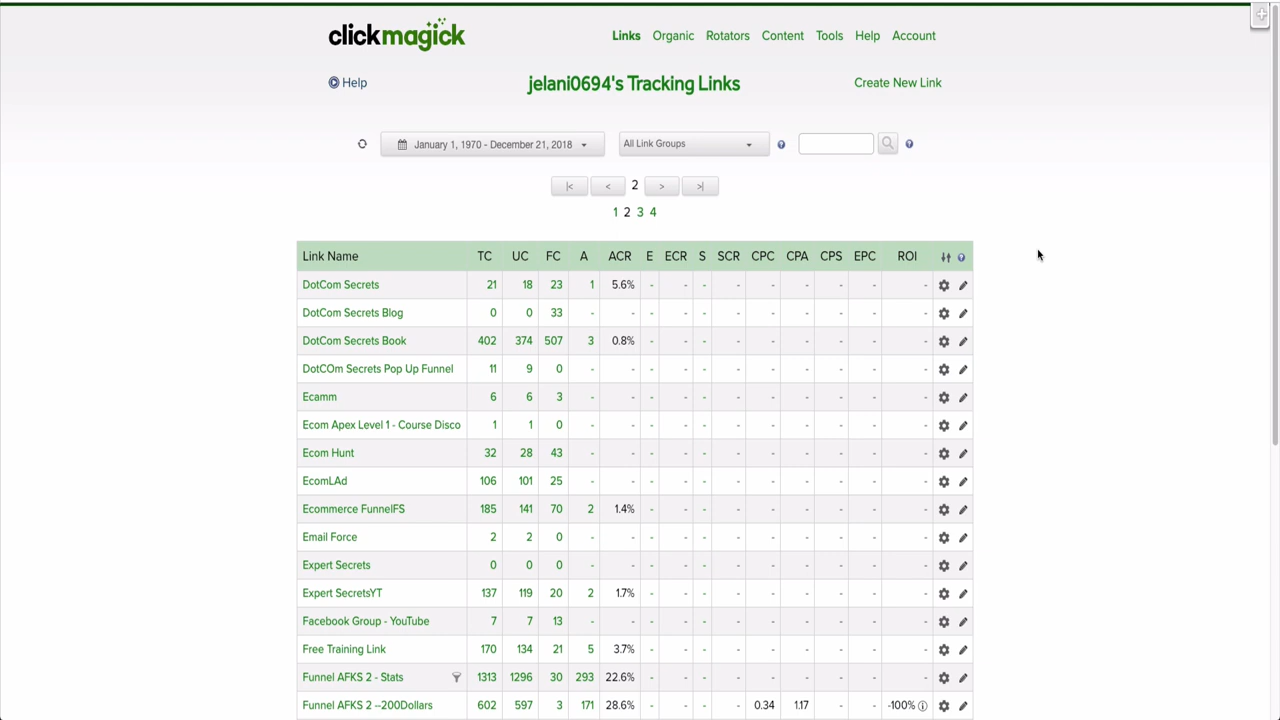 clickmagick
Links Organic Rotators Content Tools Help Account
Help
jelani0694's Tracking Links
Create New Link
January 1, 1970 - December 21, 2018
All Link Groups
|< < 2 > >|
1 2 3 4
Link Name TC UC FC A ACR E ECR S SCR CPC CPA CPS EPC ROI
DotCom Secrets 21 18 23 1 5.6% - - - - - - - - -
DotCom Secrets Blog 0 0 33 - - - - - - - - - - -
DotCom Secrets Book 402 374 507 3 0.8% - - - - - - - - -
DotCOm Secrets Pop Up Funnel 11 9 0 - - - - - - - - - - -
Ecamm 6 6 3 - - - - - - - - - - -
Ecom Apex Level 1 - Course Disco 1 1 0 - - - - - - - - - - -
Ecom Hunt 32 28 43 - - - - - - - - - - -
EcomLAd 106 101 25 - - - - - - - - - - -
Ecommerce FunnelFS 185 141 70 2 1.4% - - - - - - - - -
Email Force 2 2 0 - - - - - - - - - - -
Expert Secrets 0 0 0 - - - - - - - - - - -
Expert SecretsYT 137 119 20 2 1.7% - - - - - - - - -
Facebook Group - YouTube 7 7 13 - - - - - - - - - - -
Free Training Link 170 134 21 5 3.7% - - - - - - - - -
Funnel AFKS 2 - Stats 1313 1296 30 293 22.6% - - - - - - - - -
Funnel AFKS 2 --200Dollars 602 597 3 171 28.6% - - - - 0.34 1.17 - - -100%